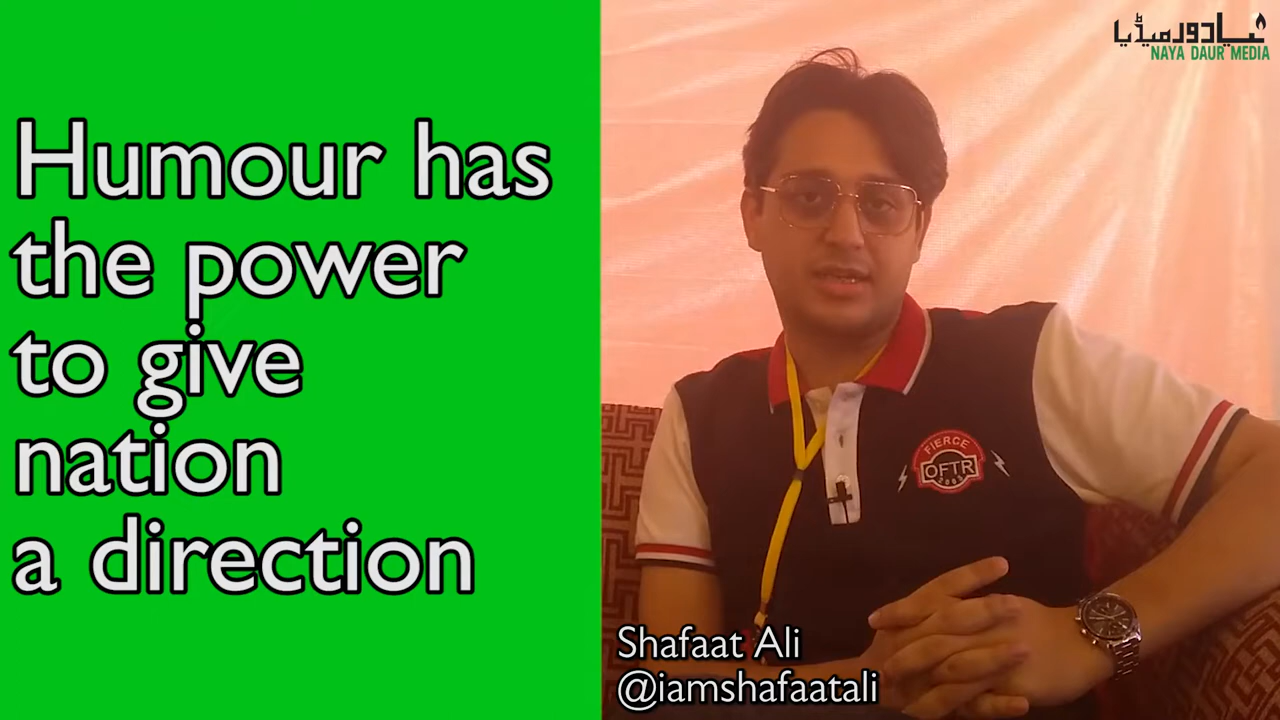 Humour has
the power
to give
nation
a direction
نیا دور میڈیا
NAYA DAUR MEDIA
FIERCE
OFTR
2005
Shafaat Ali
@iamshafaatali